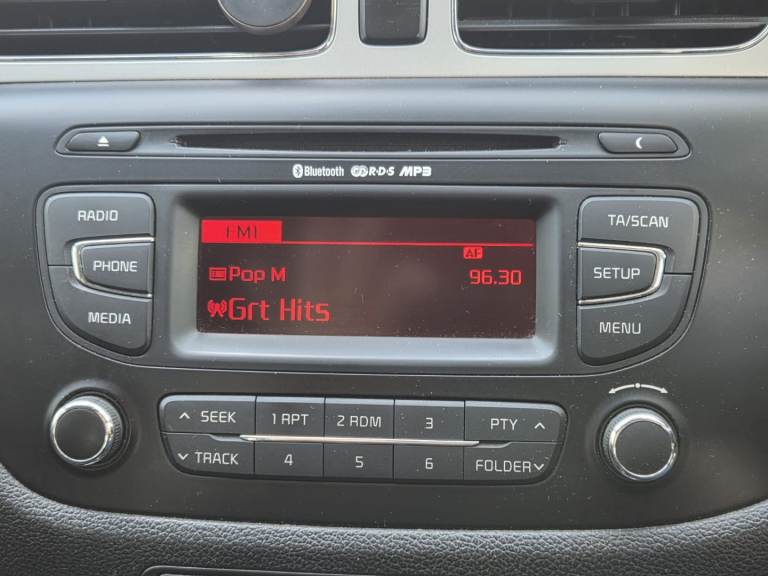 Bluetooth R·D·S MP3
RADIO
PHONE
MEDIA
FM1
AF
Pop M 96.30
Grt Hits
TA/SCAN
SETUP
MENU
SEEK 1 RPT 2 RDM 3 PTY
TRACK 4 5 6 FOLDER